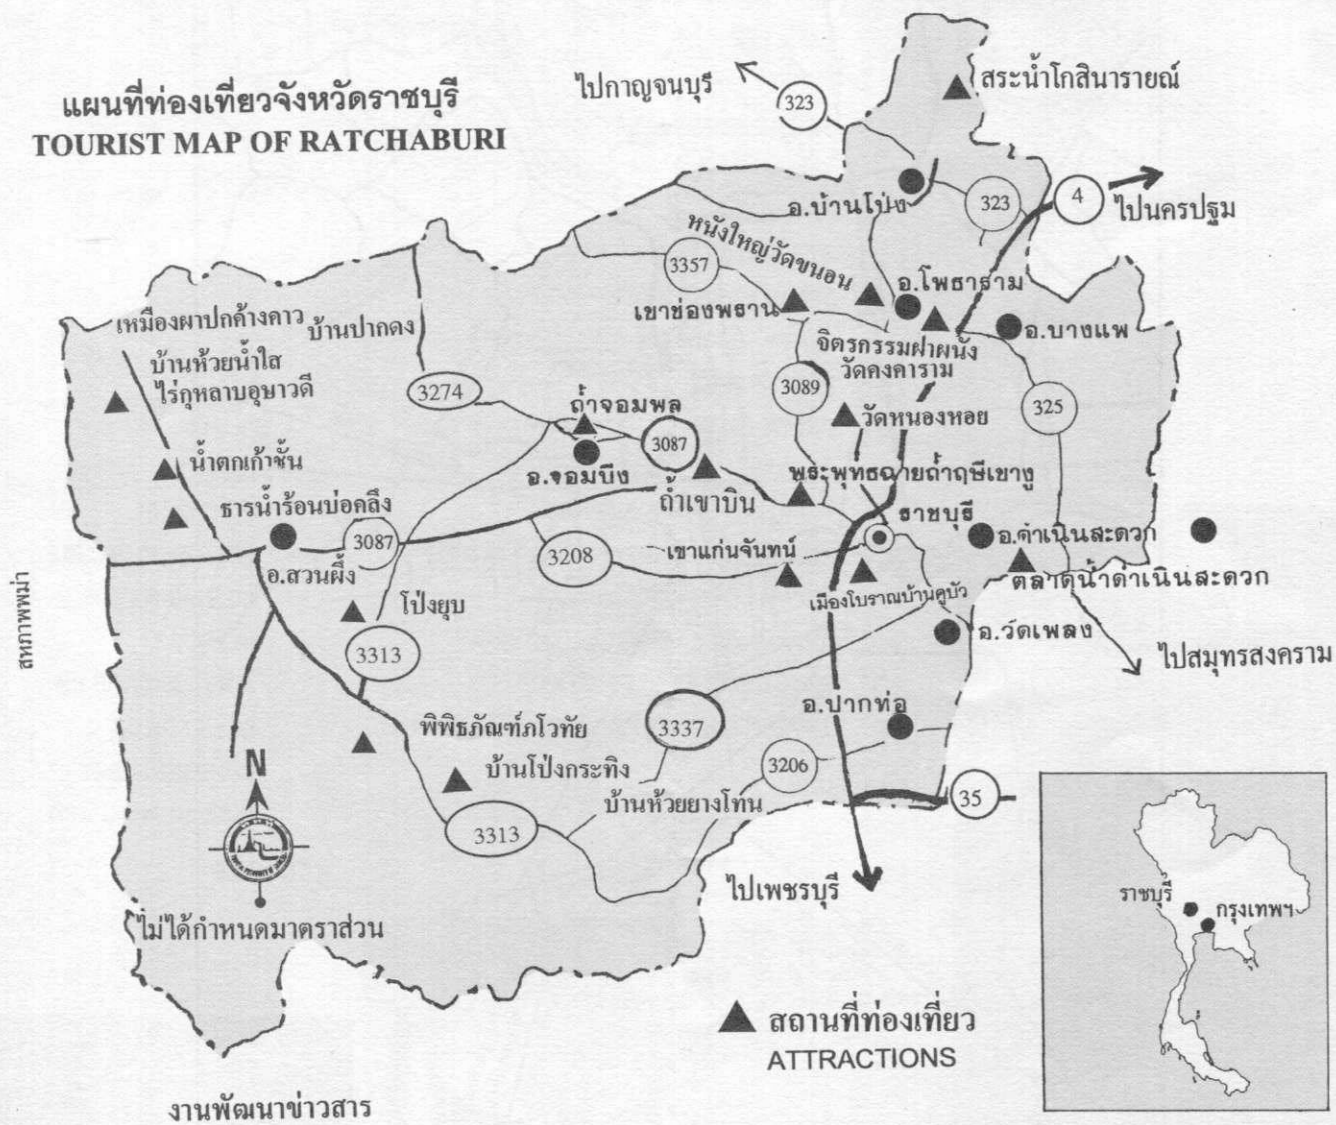 แผนที่ท่องเที่ยวจังหวัดราชบุรี
TOURIST MAP OF RATCHABURI
ไปกาญจนบุรี
323
สระน้ำโกสินารายณ์
อ.บ้านโป่ง
323
4
ไปนครปฐม
หนังใหญ่วัดขนอน
3357
เขาช่องพราน
อ.โพธาราม
อ.บางแพ
จิตรกรรมฝาผนัง
วัดคงคาราม
เหมืองผาปกค้างคาว
บ้านปากดง
บ้านห้วยน้ำใส
ไร่กุหลาบอุษาวดี
3274
3089
325
ถ้ำจอมพล
วัดหนองหอย
3087
น้ำตกเก้าชั้น
อ.จอมบึง
ถ้ำเขาบิน
พระพุทธฉายถ้ำฤษีเขางู
ธารน้ำร้อนบ่อคลึง
ราชบุรี
อ.ดำเนินสะดวก
3087
3208
เขาแก่นจันทน์
อ.สวนผึ้ง
ตลาดน้ำดำเนินสะดวก
เมืองโบราณบ้านคูบัว
โป่งยุบ
อ.วัดเพลง
สหภาพพม่า
3313
ไปสมุทรสงคราม
อ.ปากท่อ
พิพิธภัณฑ์ภโวทัย
3337
บ้านโป่งกระทิง
3206
N
บ้านห้วยยางโทน
35
3313
ไปเพชรบุรี
ราชบุรี
กรุงเทพฯ
ไม่ได้กำหนดมาตราส่วน
สถานที่ท่องเที่ยว
ATTRACTIONS
งานพัฒนาข่าวสาร